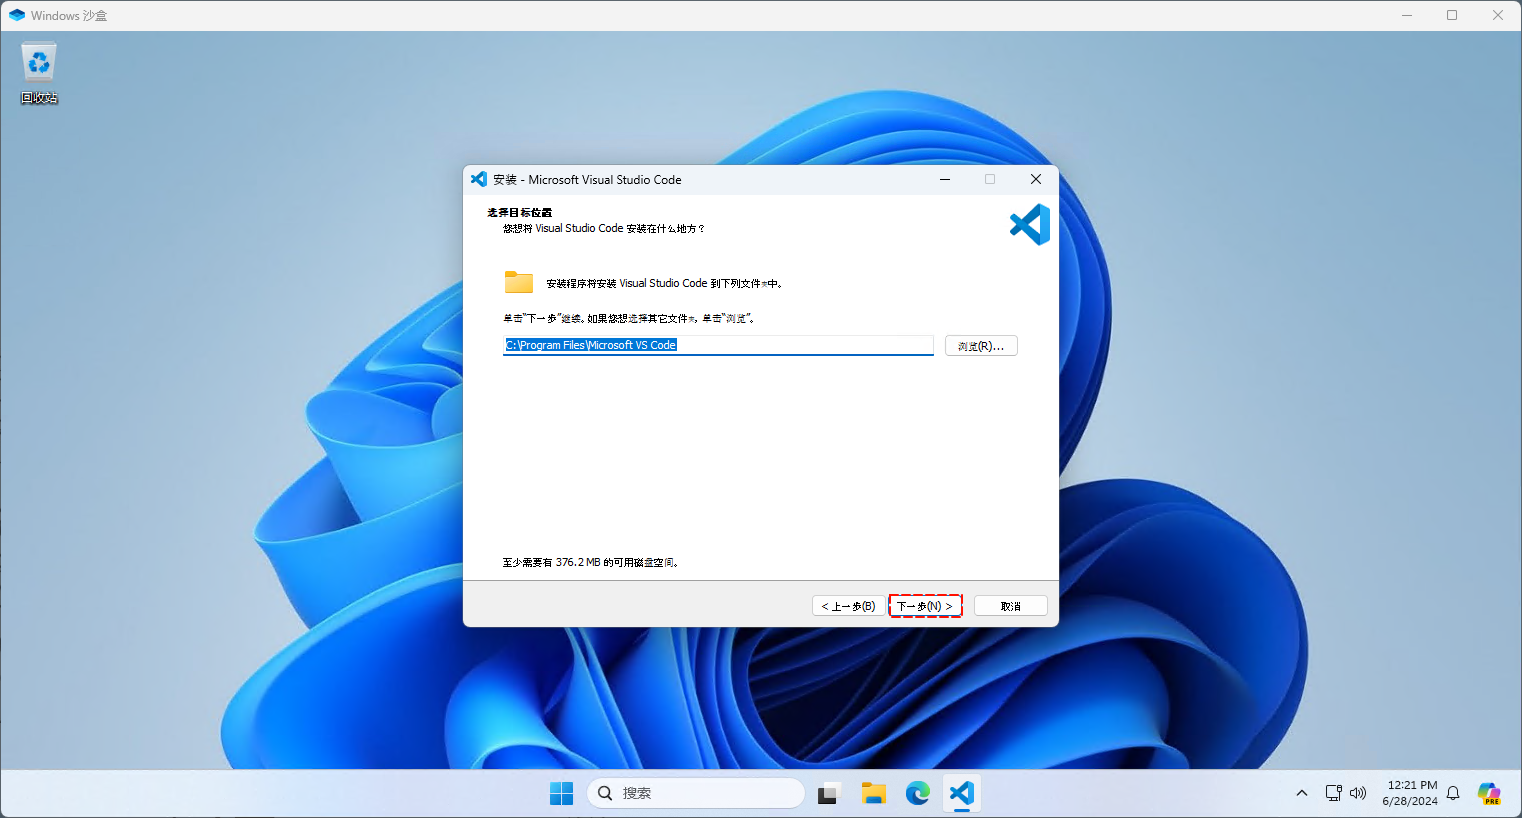 Windows 沙盒
回收站
安装 - Microsoft Visual Studio Code
选择目标位置
您想将 Visual Studio Code 安装在什么地方？
安装程序将安装 Visual Studio Code 到下列文件夹中。
单击“下一步”继续。如果您想选择其它文件夹，单击“浏览”。
C:\Program Files\Microsoft VS Code
浏览(R)...
至少需要有 376.2 MB 的可用磁盘空间。
< 上一步(B)
下一步(N) >
取消
搜索
12:21 PM
6/28/2024
PRE